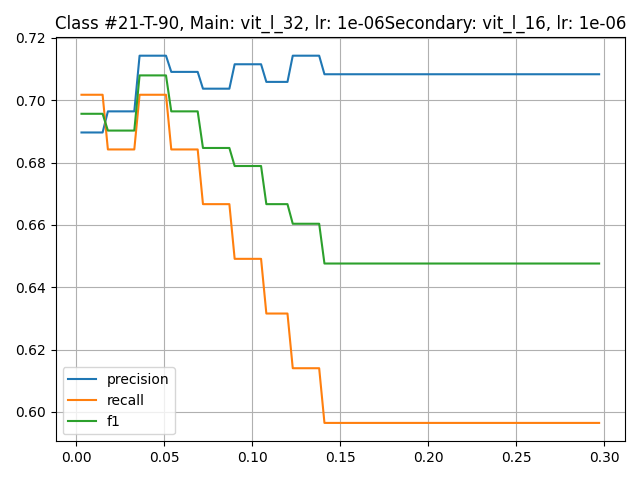 Class #21-T-90, Main: vit_l_32, lr: 1e-06Secondary: vit_l_16, lr: 1e-06
0.72
0.70
0.68
0.66
0.64
0.62
0.60
precision
recall
f1
0.00 0.05 0.10 0.15 0.20 0.25 0.30